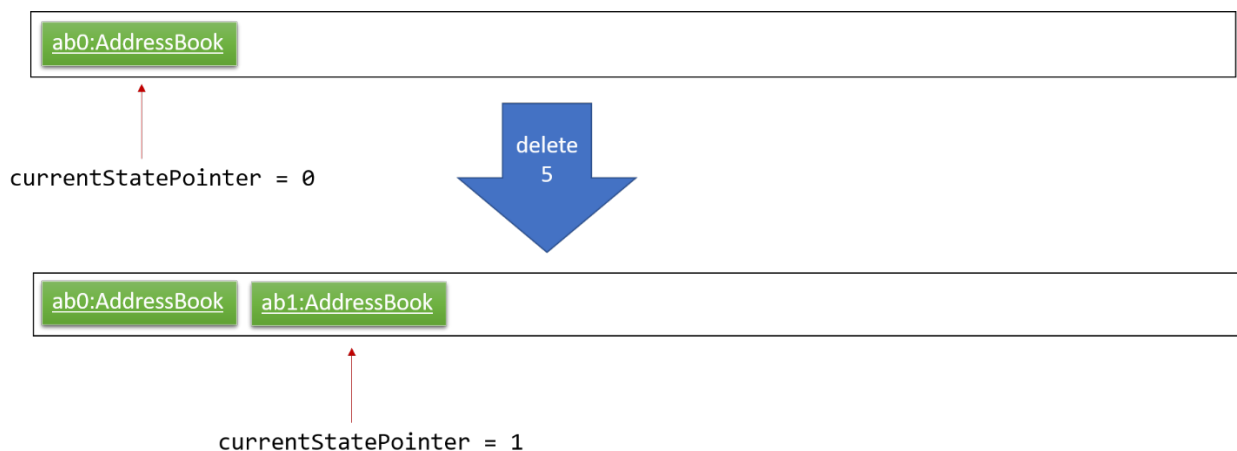 ab0:AddressBook
currentStatePointer = 0
delete
5
ab0:AddressBook ab1:AddressBook
currentStatePointer = 1